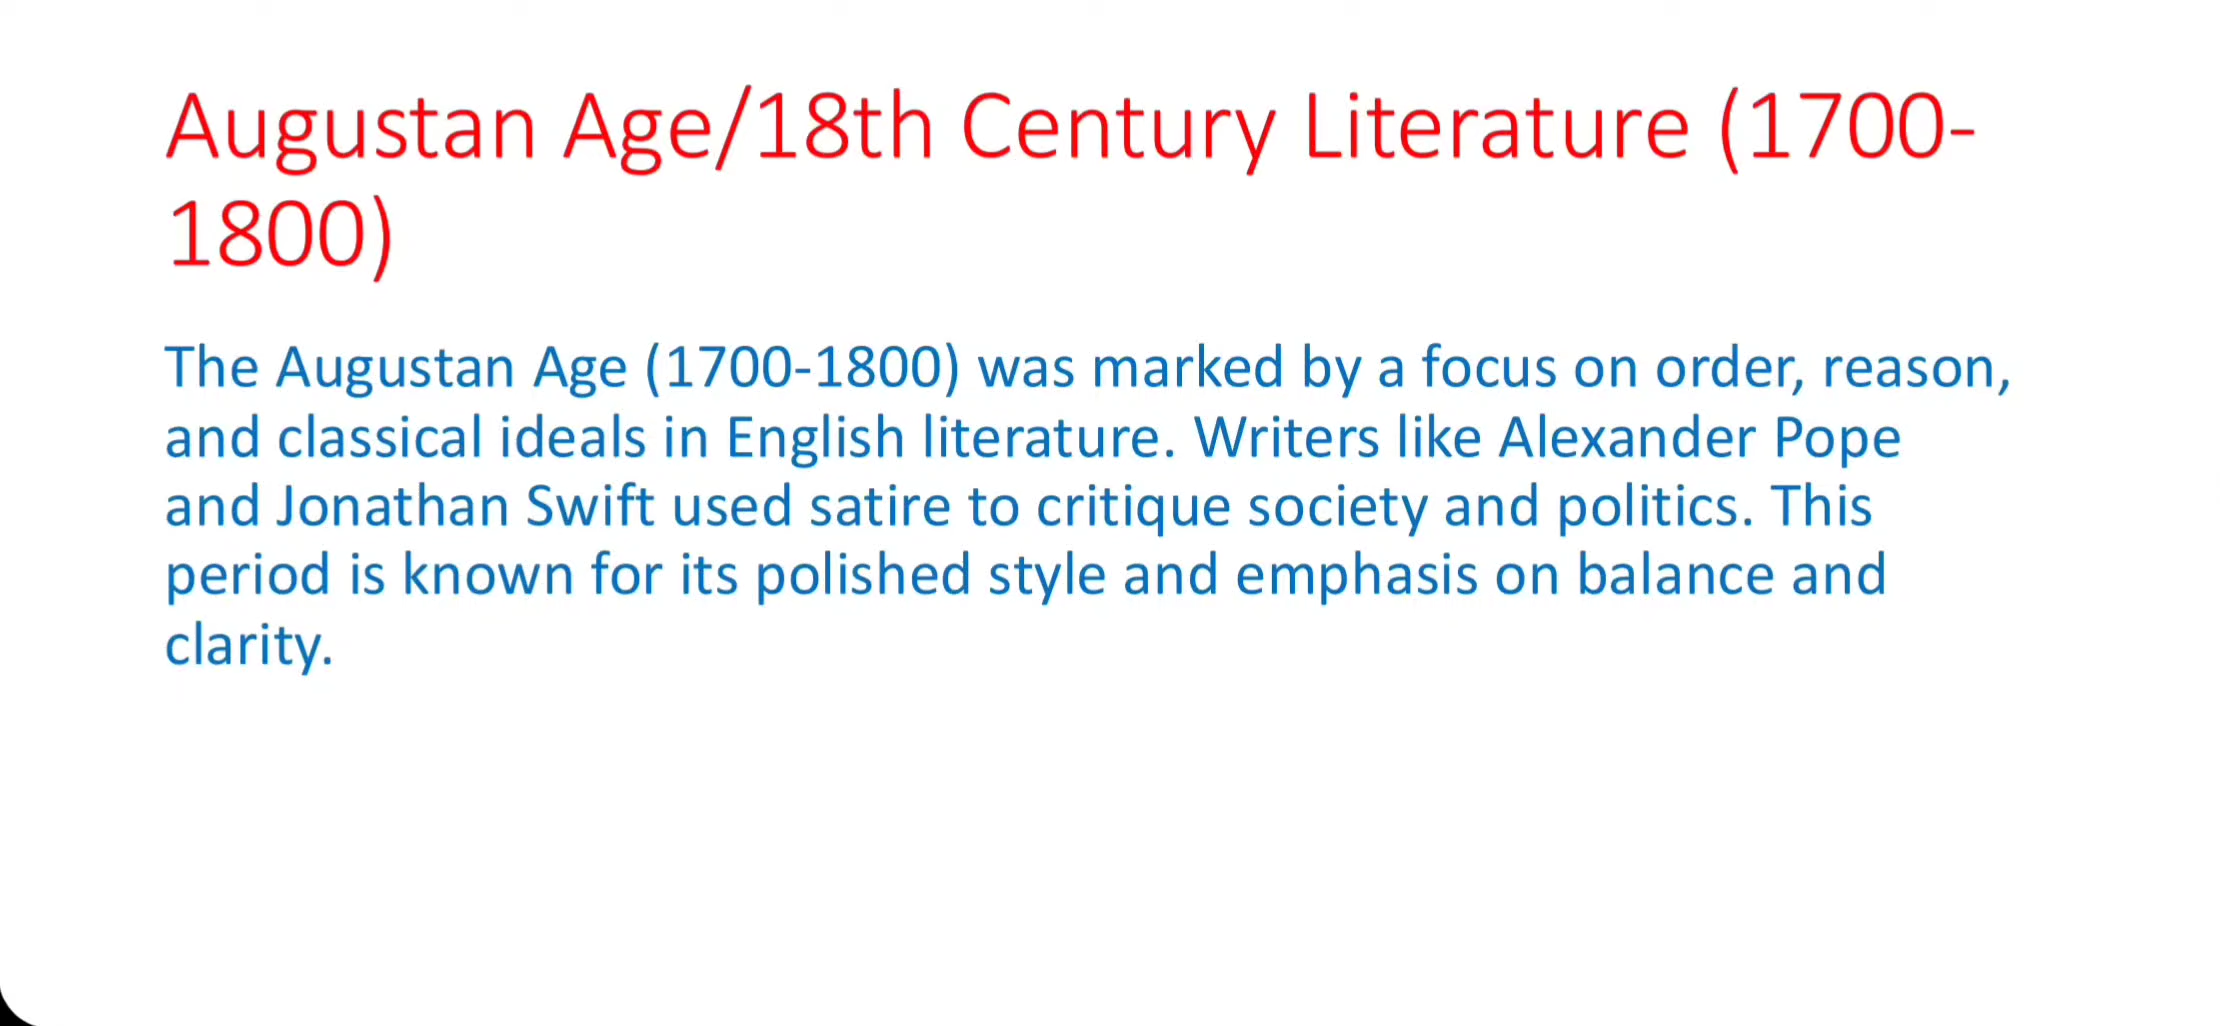 Augustan Age/18th Century Literature (1700-
1800)
The Augustan Age (1700-1800) was marked by a focus on order, reason,
and classical ideals in English literature. Writers like Alexander Pope
and Jonathan Swift used satire to critique society and politics. This
period is known for its polished style and emphasis on balance and
clarity.